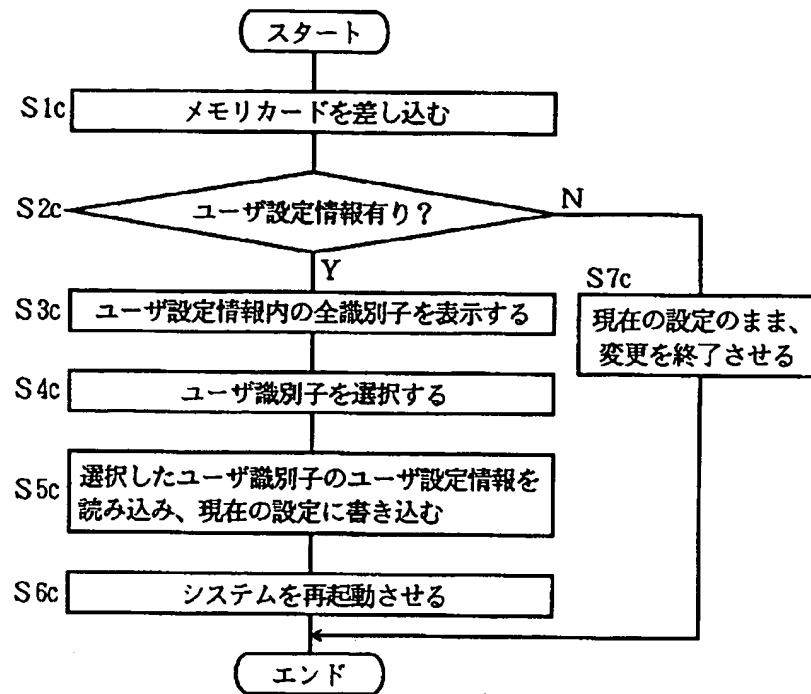 スタート
S1c
メモリカードを差し込む
S2c
ユーザ設定情報有り?
N
Y
S7c
現在の設定のまま、
変更を終了させる
S3c
ユーザ設定情報内の全識別子を表示する
S4c
ユーザ識別子を選択する
S5c
選択したユーザ識別子のユーザ設定情報を
読み込み、現在の設定に書き込む
S6c
システムを再起動させる
エンド